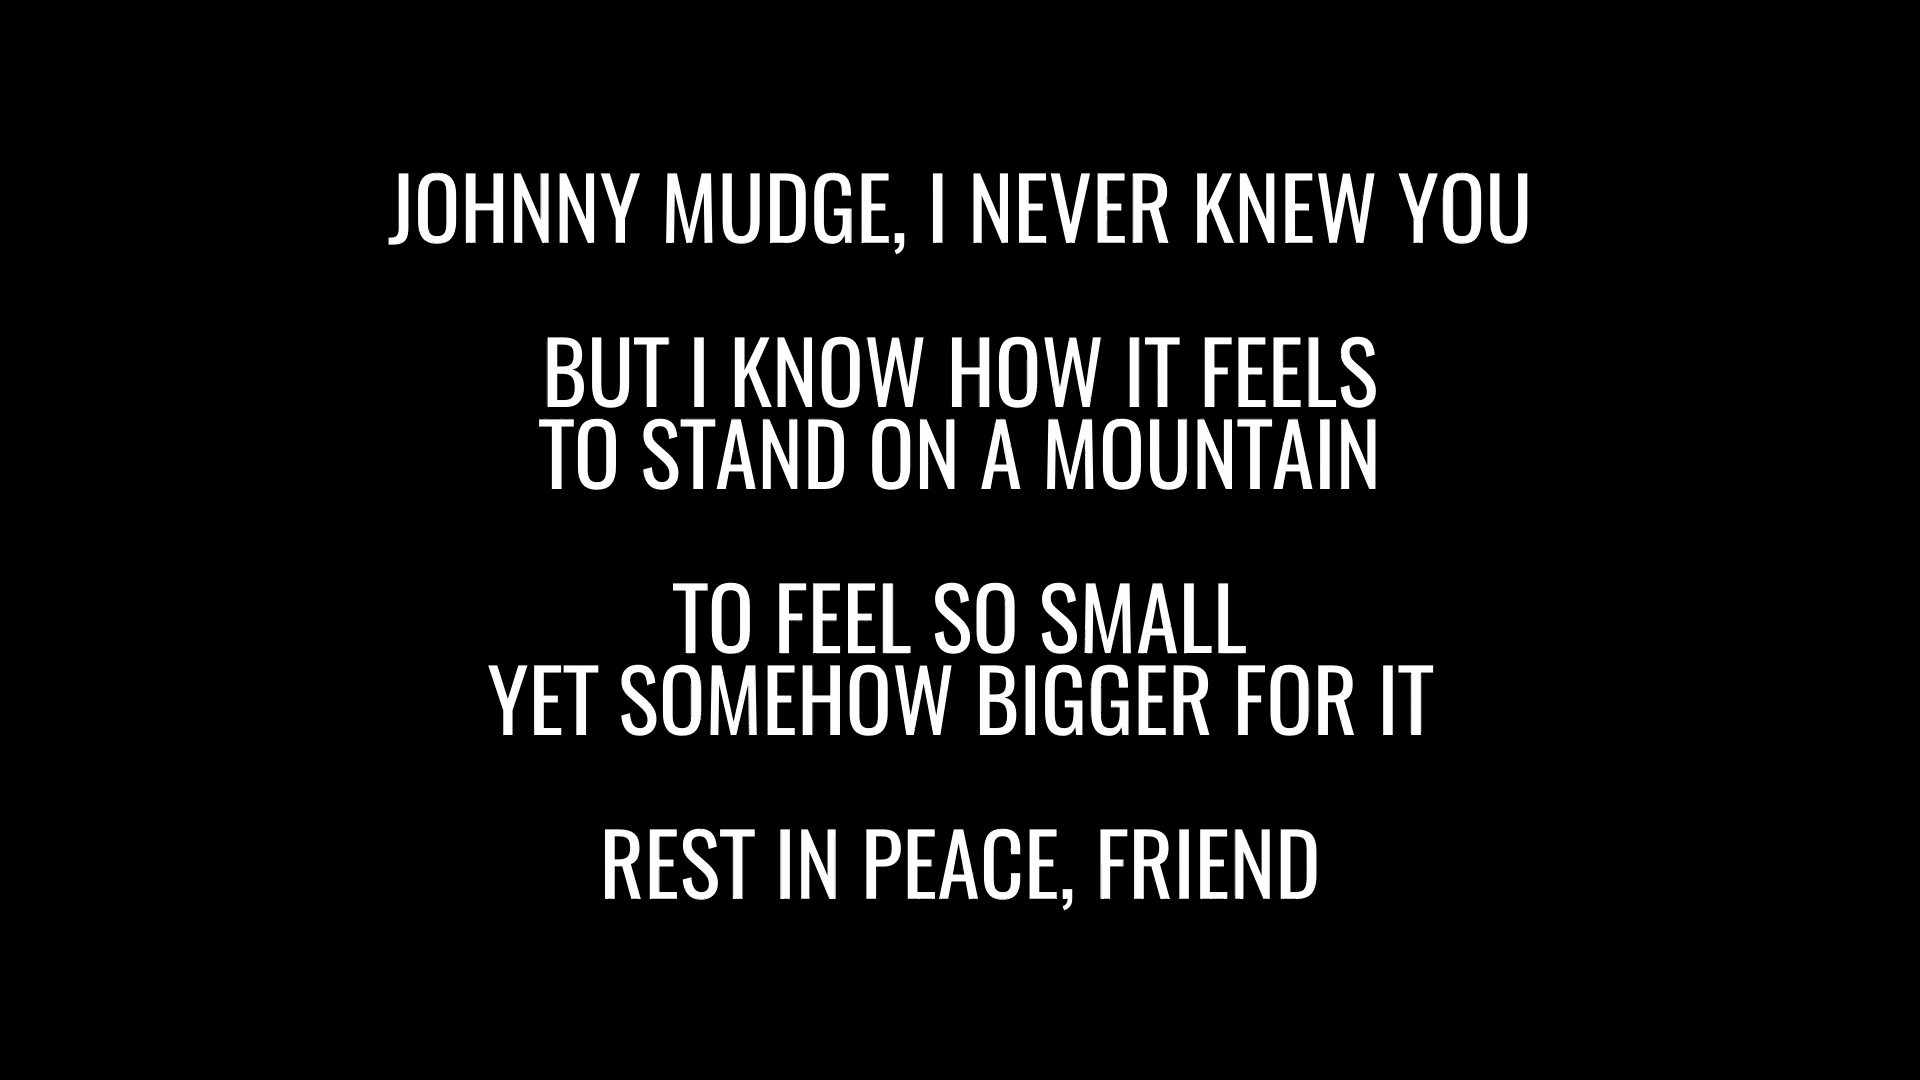 JOHNNY MUDGE, I NEVER KNEW YOU
BUT I KNOW HOW IT FEELS
TO STAND ON A MOUNTAIN
TO FEEL SO SMALL
YET SOMEHOW BIGGER FOR IT
REST IN PEACE, FRIEND